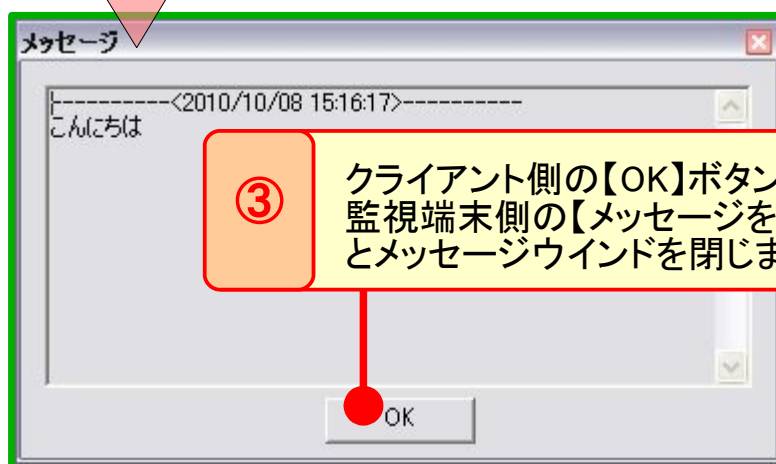 メッセージ
----------<2010/10/08 15:16:17>----------
こんにちは
③
クライアント側の【OK】ボタン
監視端末側の【メッセージを
とメッセージウインドを閉じま
OK